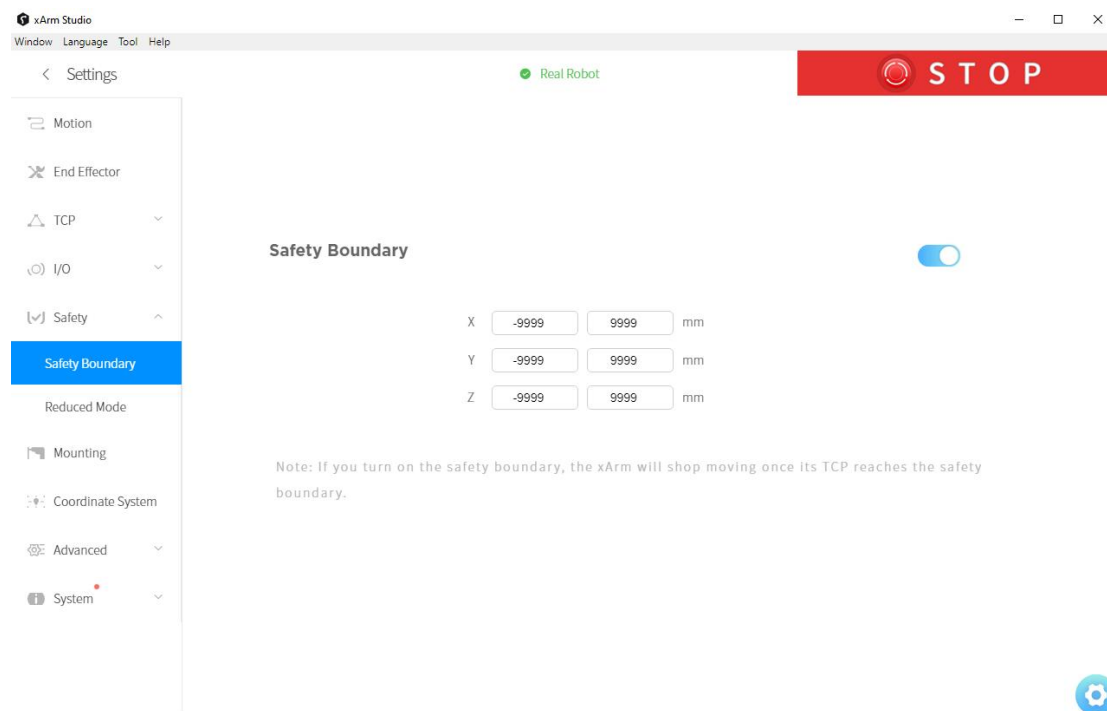 xArm Studio
Window Language Tool Help
Settings
Real Robot
STOP
Motion
End Effector
TCP
I/O
Safety
Safety Boundary
Reduced Mode
Mounting
Coordinate System
Advanced
System
Safety Boundary
X -9999 9999 mm
Y -9999 9999 mm
Z -9999 9999 mm
Note: If you turn on the safety boundary, the xArm will shop moving once its TCP reaches the safety
boundary.